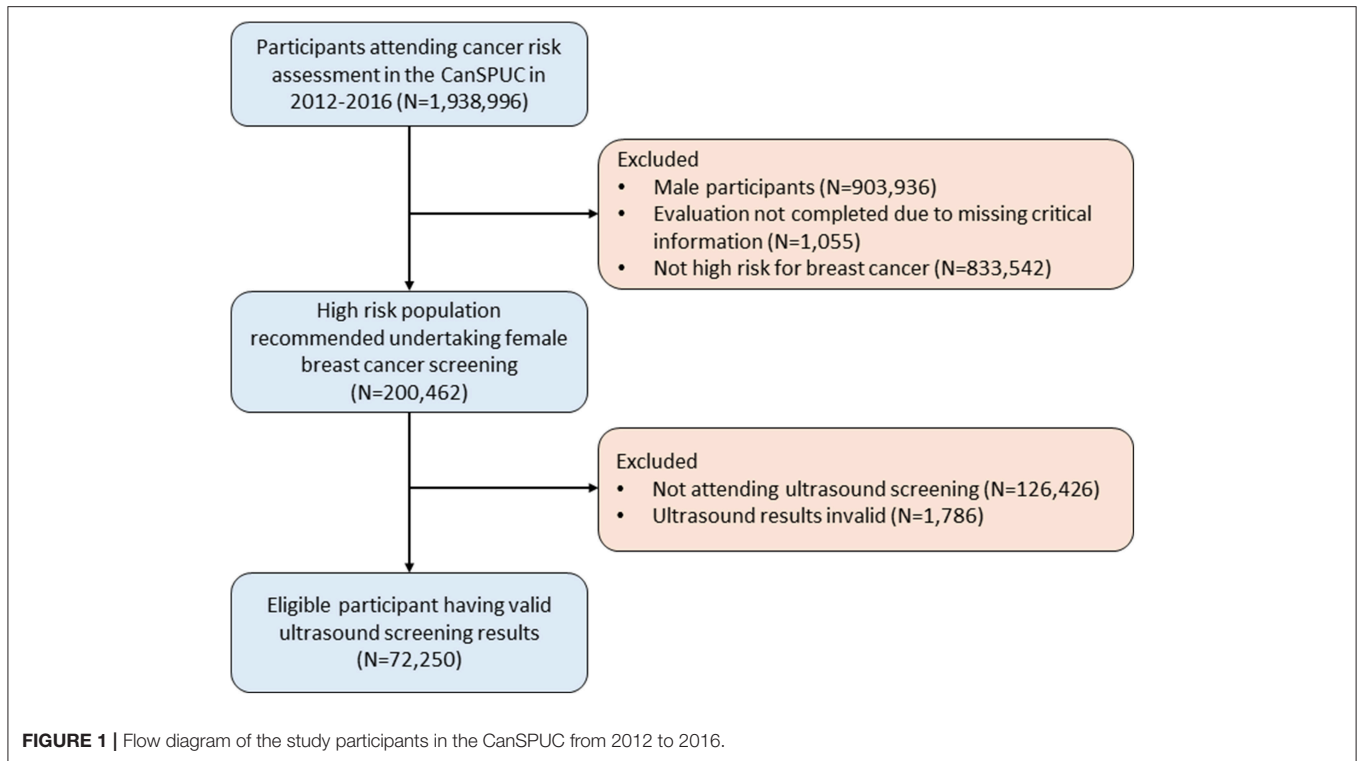 Participants attending cancer risk
assessment in the CanSPUC in
2012-2016 (N=1,938,996)
Excluded
• Male participants (N=903,936)
• Evaluation not completed due to missing critical
information (N=1,055)
• Not high risk for breast cancer (N=833,542)
High risk population
recommended undertaking female
breast cancer screening
(N=200,462)
Excluded
• Not attending ultrasound screening (N=126,426)
• Ultrasound results invalid (N=1,786)
Eligible participant having valid
ultrasound screening results
(N=72,250)
FIGURE 1 | Flow diagram of the study participants in the CanSPUC from 2012 to 2016.